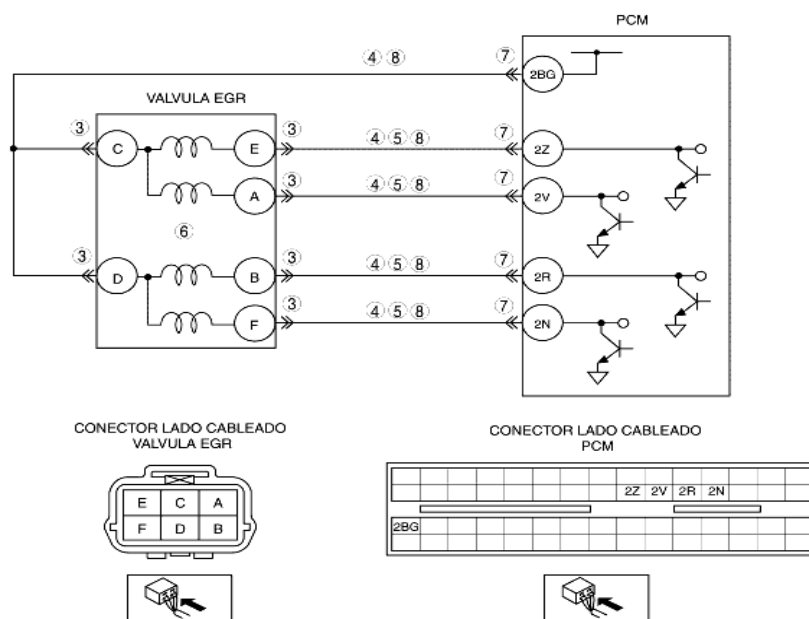 PCM
④ ⑧ ⑦ 2BG
VALVULA EGR
③ C E ③ ④ ⑤ ⑧ ⑦ 2Z
A ③ ④ ⑤ ⑧ ⑦ 2V
⑥
③ D B ③ ④ ⑤ ⑧ ⑦ 2R
F ③ ④ ⑤ ⑧ ⑦ 2N
CONECTOR LADO CABLEADO
VALVULA EGR
E C A
F D B
CONECTOR LADO CABLEADO
PCM
2Z 2V 2R 2N
2BG